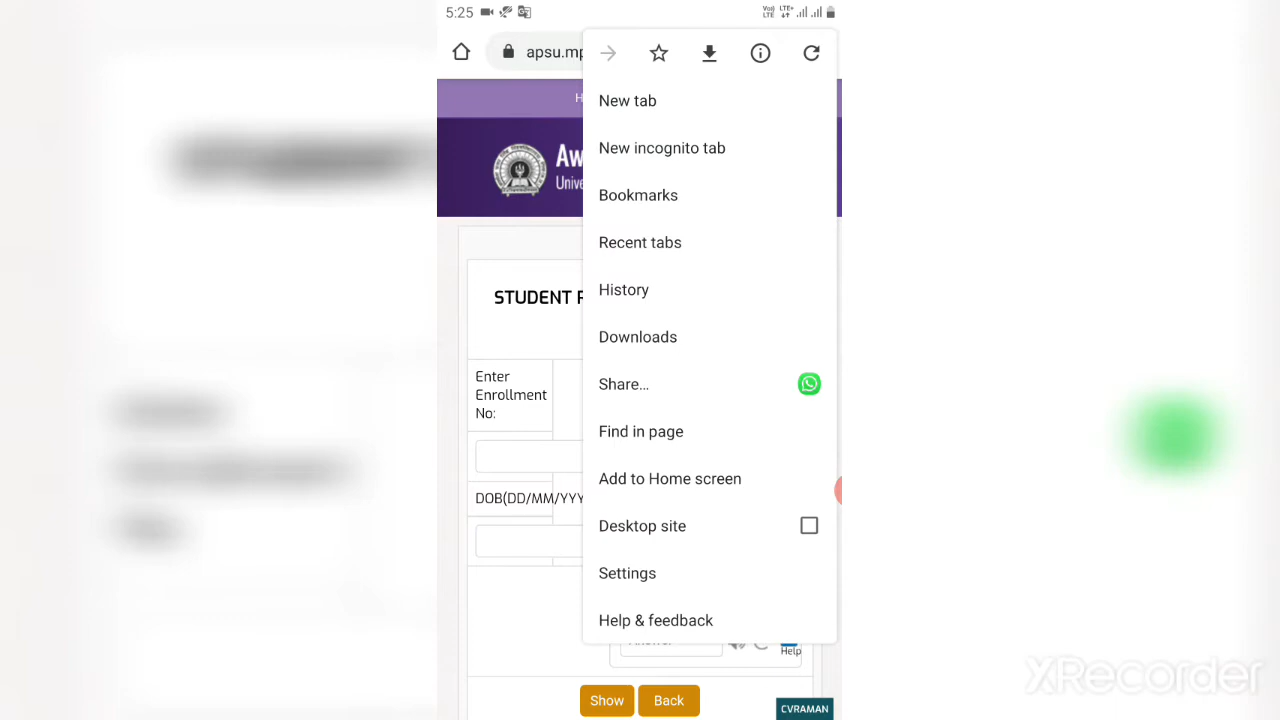 5:25
apsu.mp
New tab
New incognito tab
Bookmarks
Recent tabs
History
Downloads
Share...
Find in page
Add to Home screen
Desktop site
Settings
Help & feedback
H
Aw
Unive
STUDENT
Enter
Enrollment
No:
DOB(DD/MM/YYY
Help
Show
Back
CVRAMAN
XRecorder